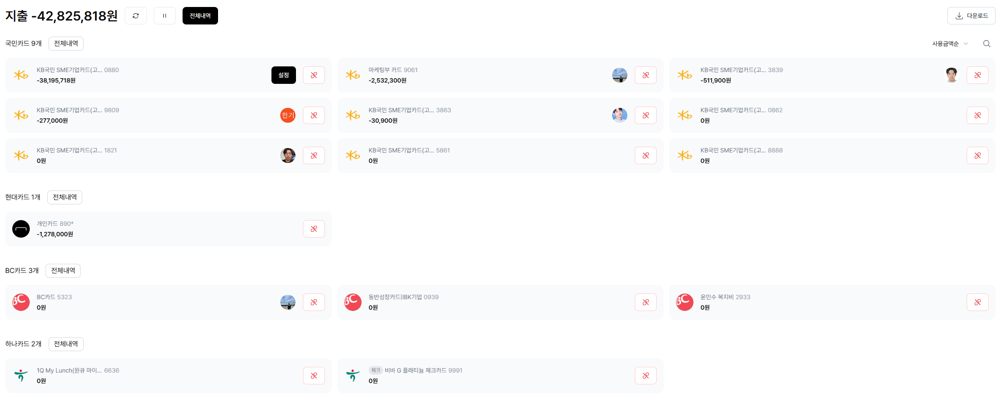 지출 -42,825,818원
전체내역
다운로드
국민카드 9개
전체내역
사용금액순
KB국민 SME기업카드(고... 0880
-38,195,718원
설정
마케팅부 카드 9061
-2,532,300원
KB국민 SME기업카드(고... 3839
-511,900원
KB국민 SME기업카드(고... 9809
-277,000원
한기
KB국민 SME기업카드(고... 3863
-30,900원
KB국민 SME기업카드(고... 0862
0원
KB국민 SME기업카드(고... 1821
0원
KB국민 SME기업카드(고... 5861
0원
KB국민 SME기업카드(고... 8888
0원
현대카드 1개
전체내역
개인카드 890*
-1,278,000원
BC카드 3개
전체내역
BC
BC카드 5323
0원
BC
동반성장카드|IBK기업 0939
0원
BC
윤민수 복지비 2933
0원
하나카드 2개
전체내역
1Q My Lunch(원큐 마이... 6636
0원
체크 비바 G 플래티늄 체크카드 9991
0원